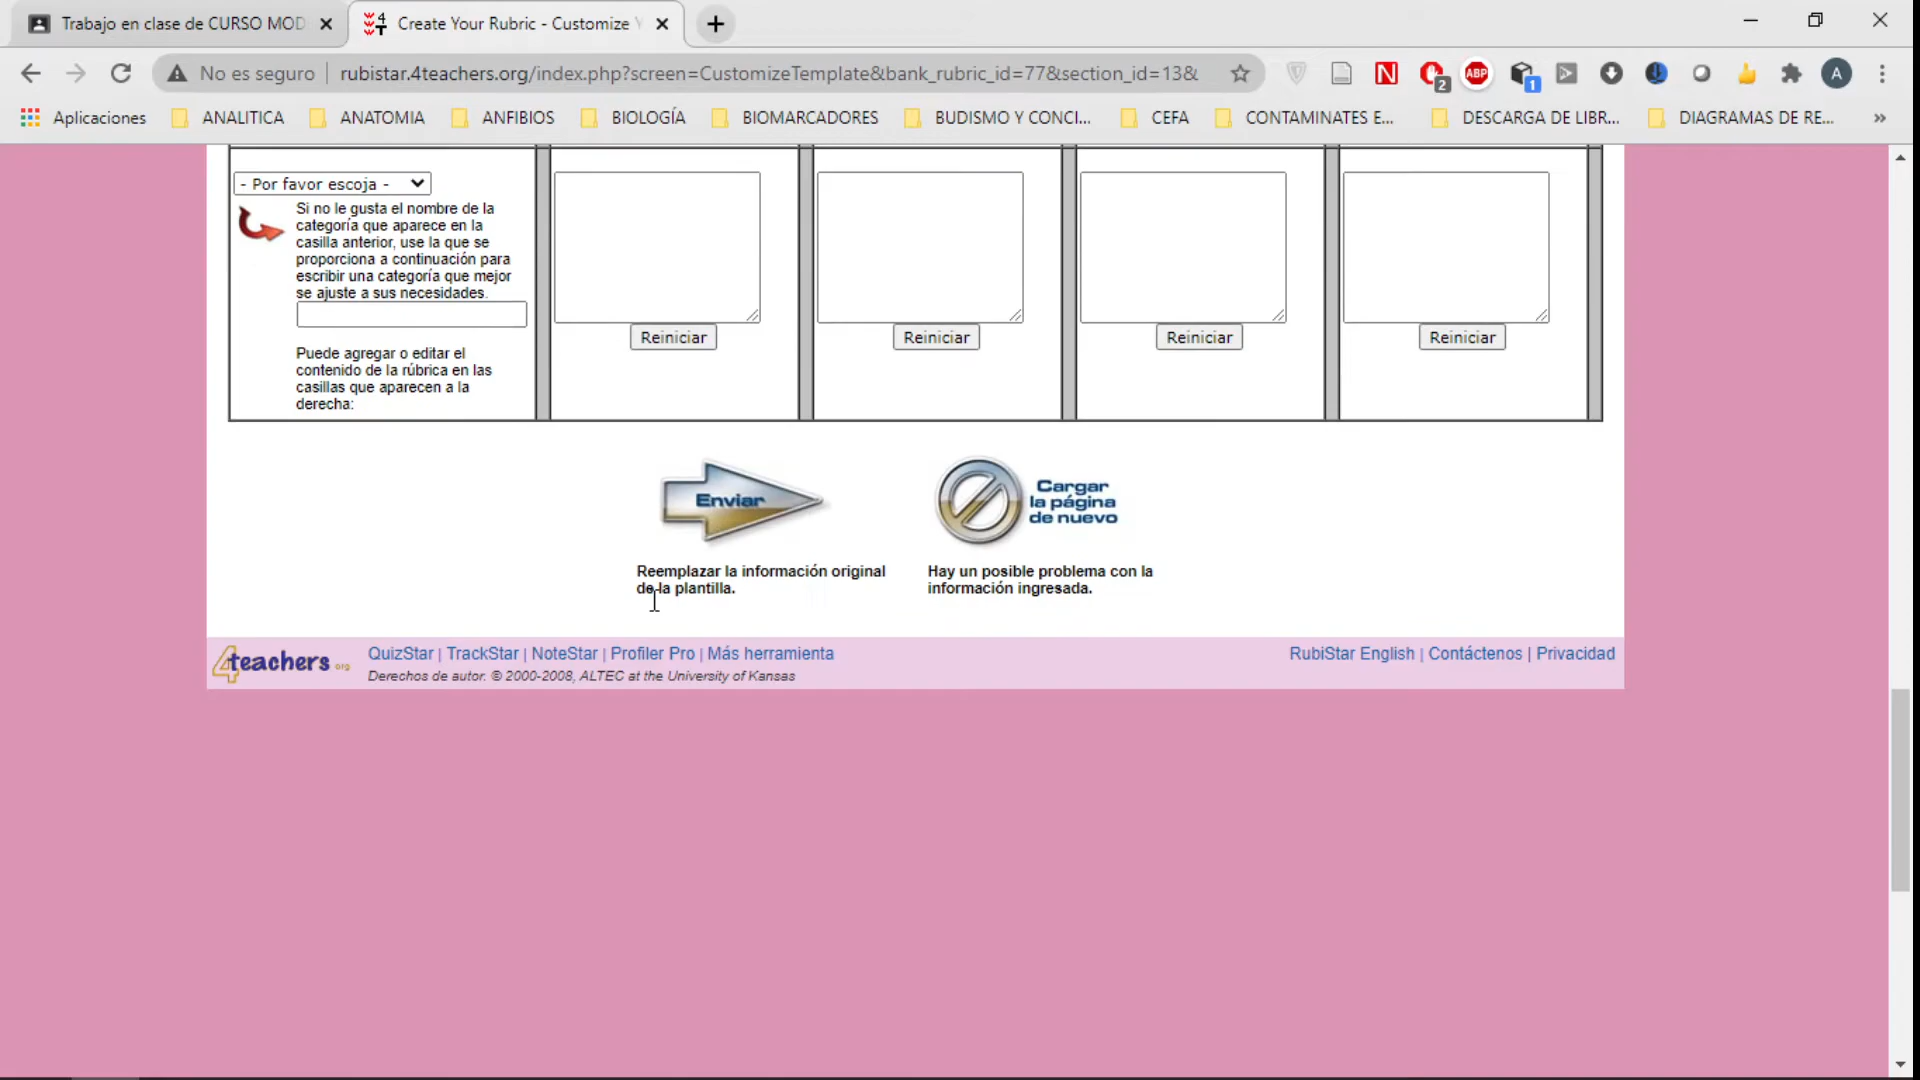 Trabajo en clase de CURSO MOD
Create Your Rubric - Customize Y
No es seguro
rubistar.4teachers.org/index.php?screen=CustomizeTemplate&bank_rubric_id=77&section_id=13&
2
ABP
1
A
Aplicaciones
ANALITICA
ANATOMIA
ANFIBIOS
BIOLOGÍA
BIOMARCADORES
BUDISMO Y CONCI...
CEFA
CONTAMINATES E...
DESCARGA DE LIBR...
DIAGRAMAS DE RE...
»
- Por favor escoja -
Si no le gusta el nombre de la
categoría que aparece en la
casilla anterior, use la que se
proporciona a continuación para
escribir una categoría que mejor
se ajuste a sus necesidades.
Puede agregar o editar el
contenido de la rúbrica en las
casillas que aparecen a la
derecha:
Reiniciar
Reiniciar
Reiniciar
Reiniciar
Enviar
Cargar
la página
de nuevo
Reemplazar la información original
de la plantilla.
Hay un posible problema con la
información ingresada.
4teachers.org
QuizStar | TrackStar | NoteStar | Profiler Pro | Más herramienta
Derechos de autor. © 2000-2008, ALTEC at the University of Kansas
RubiStar English | Contáctenos | Privacidad